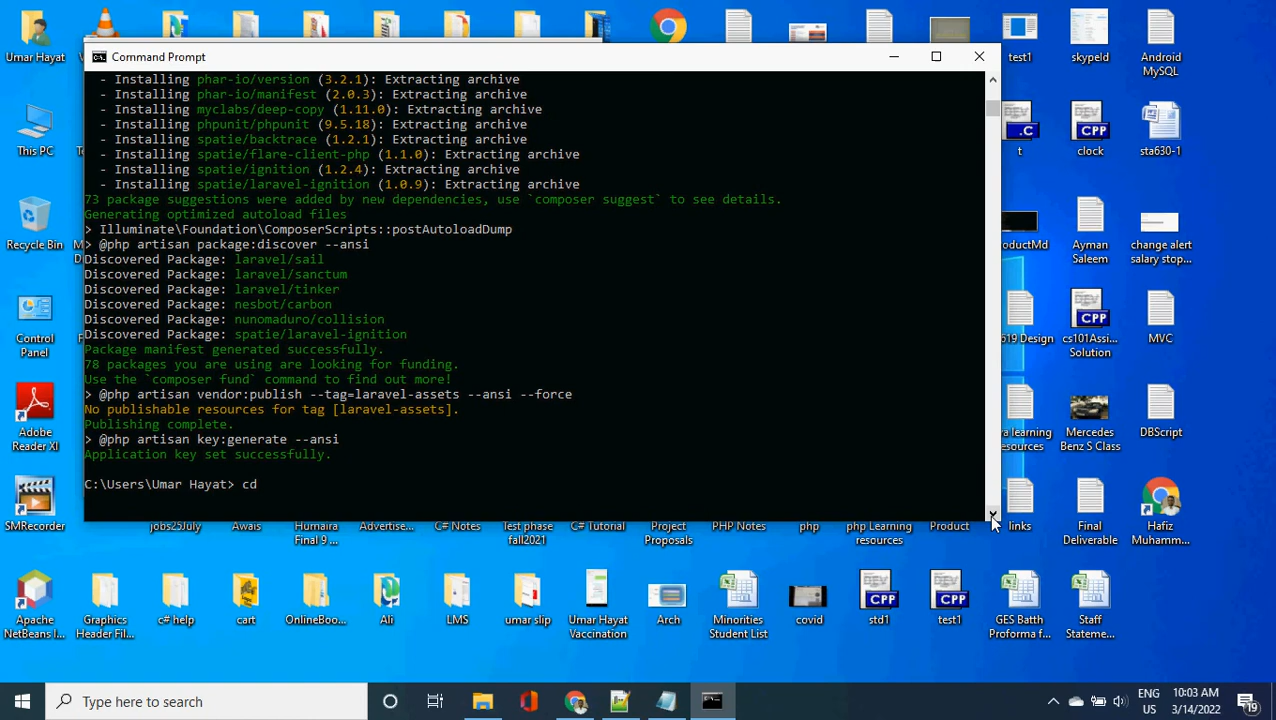 Umar Hayat
test1
skypeId
Android
MySQL
Command Prompt
- Installing phar-io/version (3.2.1): Extracting archive
- Installing phar-io/manifest (2.0.3): Extracting archive
- Installing myclabs/deep-copy (1.11.0): Extracting archive
- Installing phpunit/phpunit (9.5.18): Extracting archive
- Installing spatie/backtrace (1.2.1): Extracting archive
- Installing spatie/flare-client-php (1.1.0): Extracting archive
- Installing spatie/ignition (1.2.4): Extracting archive
- Installing spatie/laravel-ignition (1.0.9): Extracting archive
73 package suggestions were added by new dependencies, use `composer suggest` to see details.
Generating optimized autoload files
> Illuminate\Foundation\ComposerScripts::postAutoloadDump
> @php artisan package:discover --ansi
Discovered Package: laravel/sail
Discovered Package: laravel/sanctum
Discovered Package: laravel/tinker
Discovered Package: nesbot/carbon
Discovered Package: nunomaduro/collision
Discovered Package: spatie/laravel-ignition
Package manifest generated successfully.
78 packages you are using are looking for funding.
Use the `composer fund` command to find out more!
> @php artisan vendor:publish --tag=laravel-assets --ansi --force
No publishable resources for tag [laravel-assets].
Publishing complete.
> @php artisan key:generate --ansi
Application key set successfully.
C:\Users\Umar Hayat> cd
This PC
.C
t
CPP
clock
sta630-1
Recycle Bin
oductMd
Ayman
Saleem
change alert
salary stop...
Control
Panel
619 Design
CPP
cs101Assi...
Solution
MVC
Adobe
Reader XI
va learning
esources
Mercedes
Benz S Class
DBScript
SMRecorder
jobs25July
Awais
Humaira
Final 9 ...
Advertise...
C# Notes
Test phase
fall2021
C# Tutorial
Project
Proposals
PHP Notes
php
php Learning
resources
Product
links
Final
Deliverable
Hafiz
Muhamm...
Apache
NetBeans I...
Graphics
Header Fil...
c# help
cart
OnlineBoo...
Ali
LMS
umar slip
Umar Hayat
Vaccination
Arch
Minorities
Student List
covid
CPP
std1
CPP
test1
GES Batth
Proforma f...
Staff
Stateme...
Type here to search
ENG
US
10:03 AM
3/14/2022
19